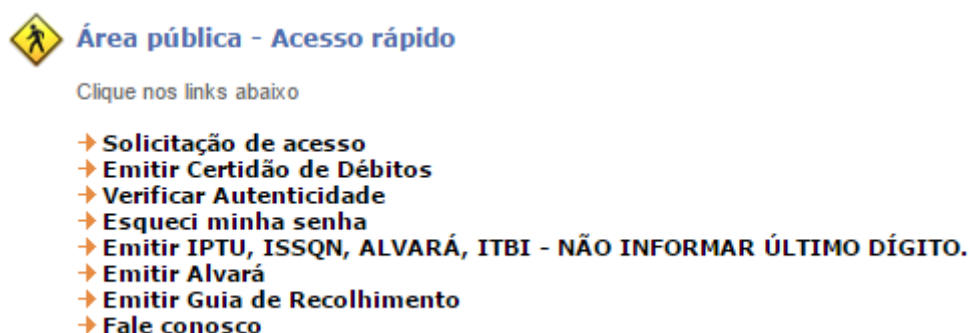 Área pública - Acesso rápido
Clique nos links abaixo
Solicitação de acesso
Emitir Certidão de Débitos
Verificar Autenticidade
Esqueci minha senha
Emitir IPTU, ISSQN, ALVARÁ, ITBI - NÃO INFORMAR ÚLTIMO DÍGITO.
Emitir Alvará
Emitir Guia de Recolhimento
Fale conosco